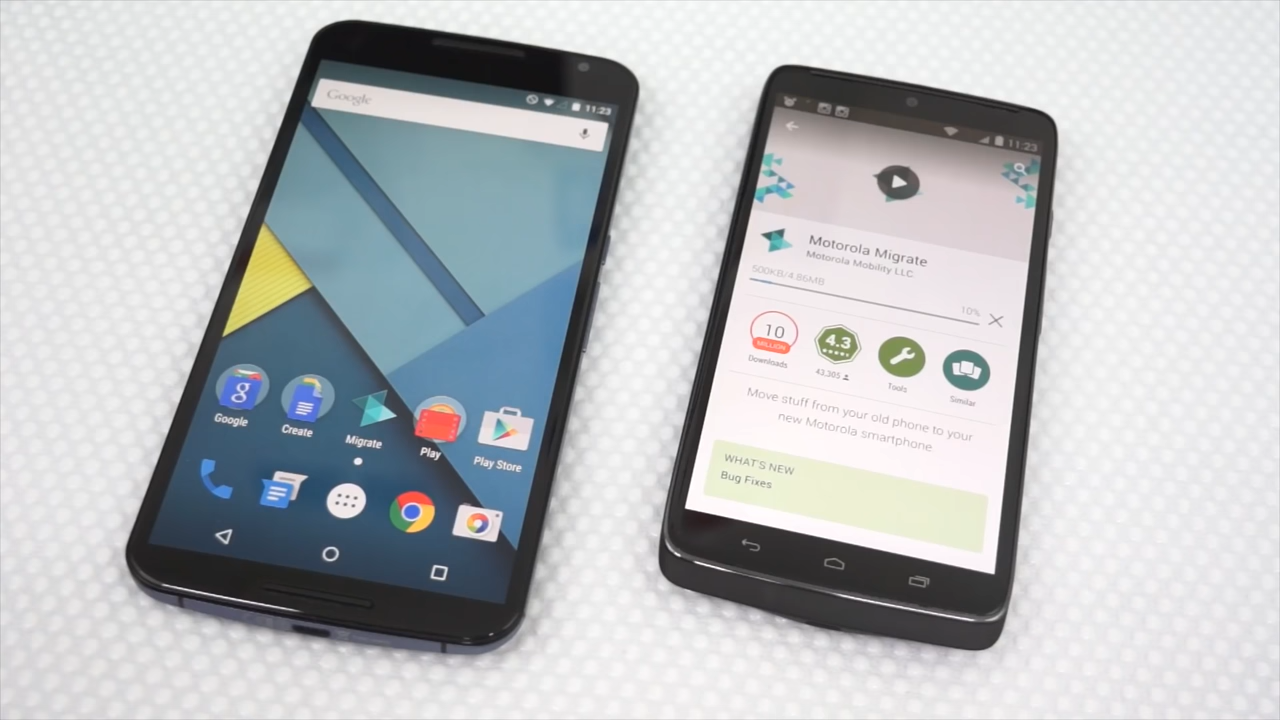 Google
11:23
Google
Create
Migrate
Play
Play Store
11:23
Motorola Migrate
Motorola Mobility LLC
500KB/4.86MB
10%
10
MILLION
Downloads
4.3
43,305
Tools
Similar
Move stuff from your old phone to your
new Motorola smartphone
WHAT'S NEW
Bug Fixes